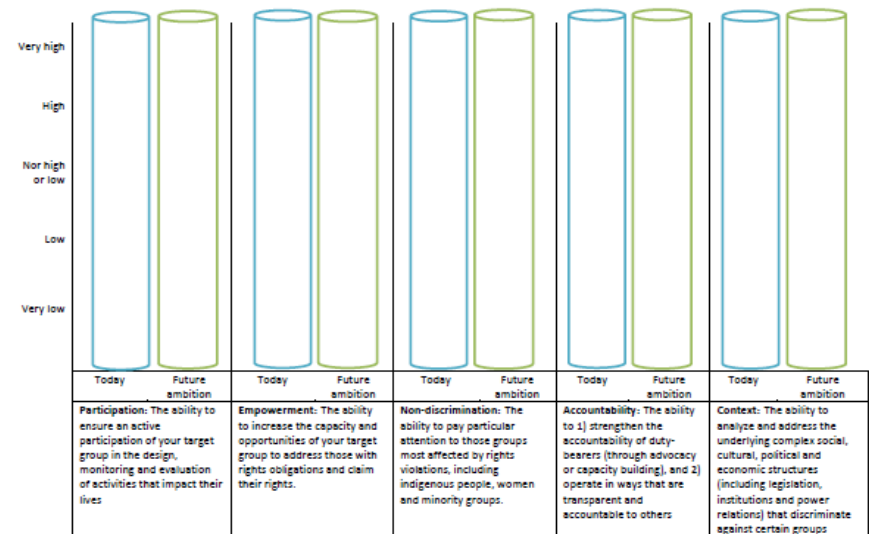 Very high
High
Nor high
or low
Low
Very low
Today
Future
ambition
Today
Future
ambition
Today
Future
ambition
Today
Future
ambition
Today
Future
ambition
Participation: The ability to
ensure an active
participation of your target
group in the design,
monitoring and evaluation
of activities that impact their
lives
Empowerment: The ability
to increase the capacity and
opportunities of your target
group to address those with
rights obligations and claim
their rights.
Non-discrimination: The
ability to pay particular
attention to those groups
most affected by rights
violations, including
indigenous people, women
and minority groups.
Accountability: The ability
to 1) strengthen the
accountability of duty-
bearers (through advocacy
or capacity building), and 2)
operate in ways that are
transparent and
accountable to others
Context: The ability to
analyze and address the
underlying complex social,
cultural, political and
economic structures
(including legislation,
institutions and power
relations) that discriminate
against certain groups